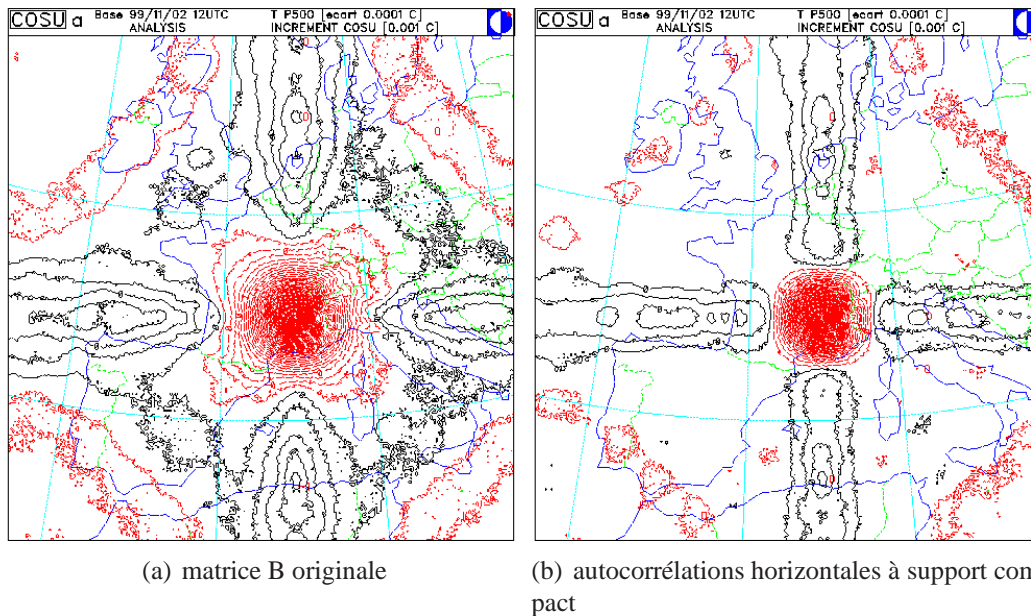 COSU a Base 99/11/02 12UTC T P500 [ecart 0.0001 C]
ANALYSIS INCREMENT COSU [0.001 C]
COSU a Base 99/11/02 12UTC T P500 [ecart 0.0001 C]
ANALYSIS INCREMENT COSU [0.001 C]
(a) matrice B originale
(b) autocorrélations horizontales à support com
pact